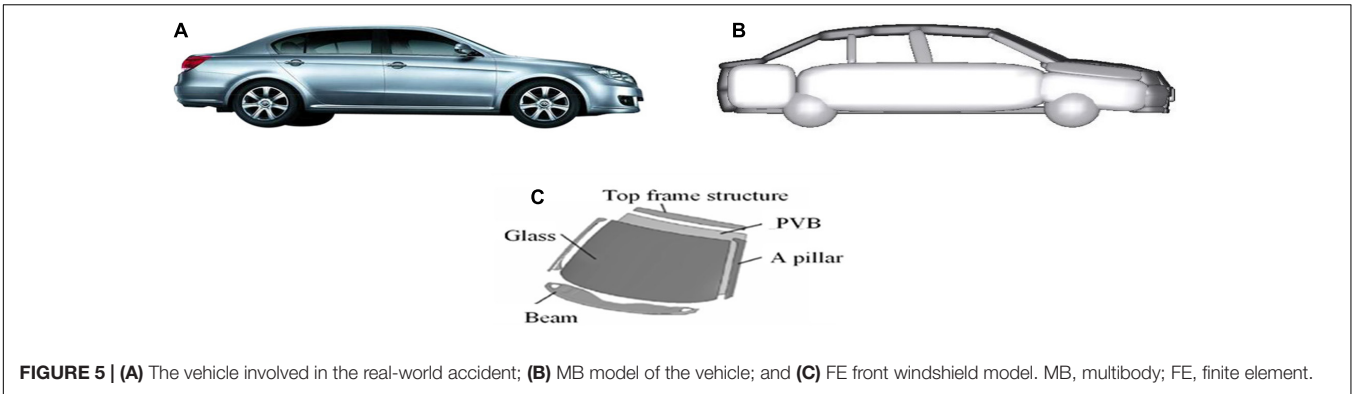 A
B
C
Top frame structure
PVB
Glass
A pillar
Beam
FIGURE 5 | (A) The vehicle involved in the real-world accident; (B) MB model of the vehicle; and (C) FE front windshield model. MB, multibody; FE, finite element.